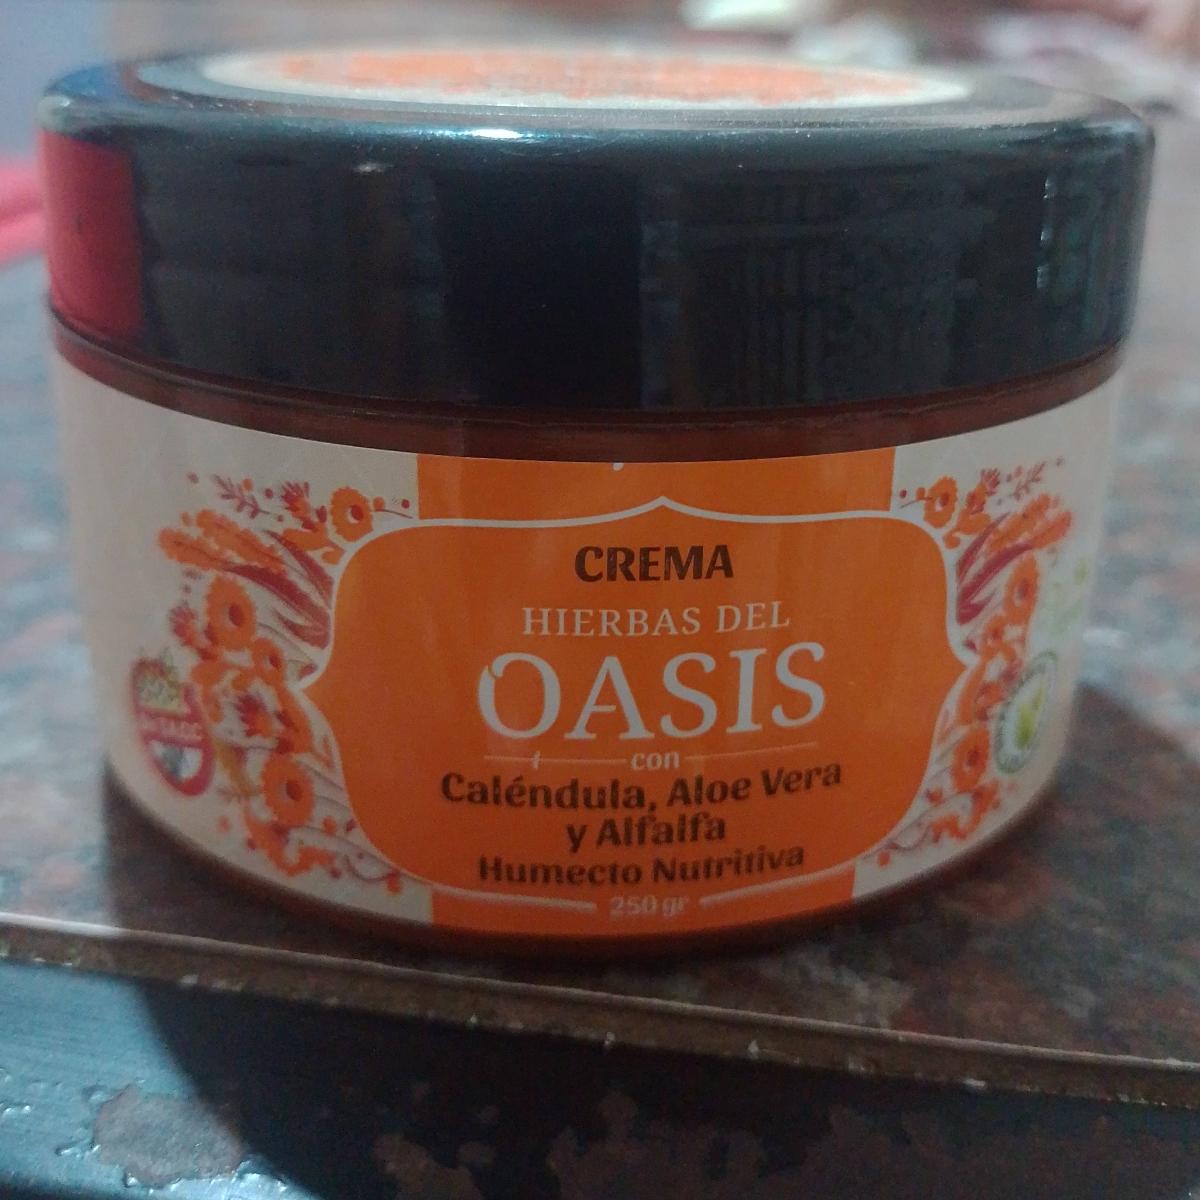 CREMA
HIERBAS DEL
OASIS
con
Caléndula, Aloe Vera
y Alfalfa
Humecto Nutritiva
250 gr